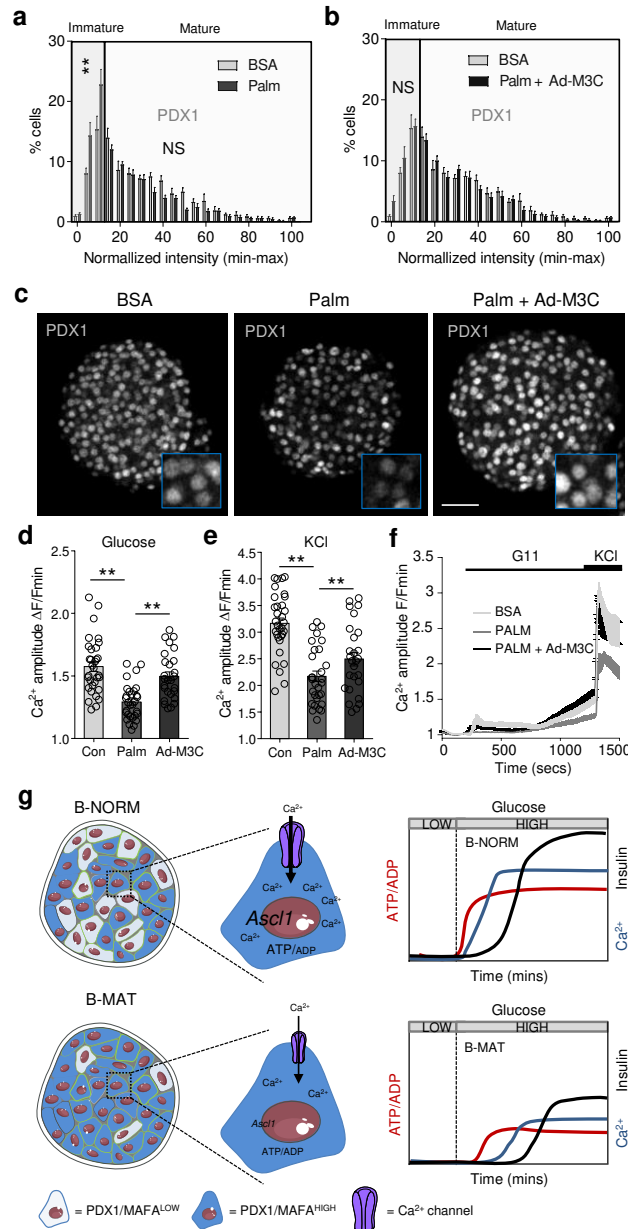 a
Immature
Mature
**
BSA
Palm
PDX1
NS
% cells
30
20
10
0
0
20
40
60
80
100
Normallized intensity (min-max)
b
Immature
Mature
NS
BSA
Palm + Ad-M3C
PDX1
% cells
30
20
10
0
0
20
40
60
80
100
Normallized intensity (min-max)
c
BSA
Palm
Palm + Ad-M3C
PDX1
PDX1
PDX1
d
Glucose
**
**
Ca²⁺ amplitude ΔF/Fmin
2.5
2.0
1.5
1.0
Con
Palm
Ad-M3C
e
KCl
**
**
Ca²⁺ amplitude ΔF/Fmin
4.5
4.0
3.5
3.0
2.5
2.0
1.5
1.0
Con
Palm
Ad-M3C
f
G11
KCl
BSA
PALM
PALM + Ad-M3C
Ca²⁺ amplitude F/Fmin
3.5
3
2.5
2
1.5
1
0
500
1000
1500
Time (secs)
g
B-NORM
Ca²⁺
Ca²⁺
Ca²⁺
Ca²⁺
Ca²⁺
Ca²⁺
Ca²⁺
Ascl1
ATP/ADP
Glucose
LOW
HIGH
B-NORM
ATP/ADP
Insulin
Ca²⁺
Time (mins)
B-MAT
Ca²⁺
Ca²⁺
Ca²⁺
Ascl1
ATP/ADP
Glucose
LOW
HIGH
B-MAT
ATP/ADP
Insulin
Ca²⁺
Time (mins)
= PDX1/MAFA^LOW
= PDX1/MAFA^HIGH
= Ca²⁺ channel